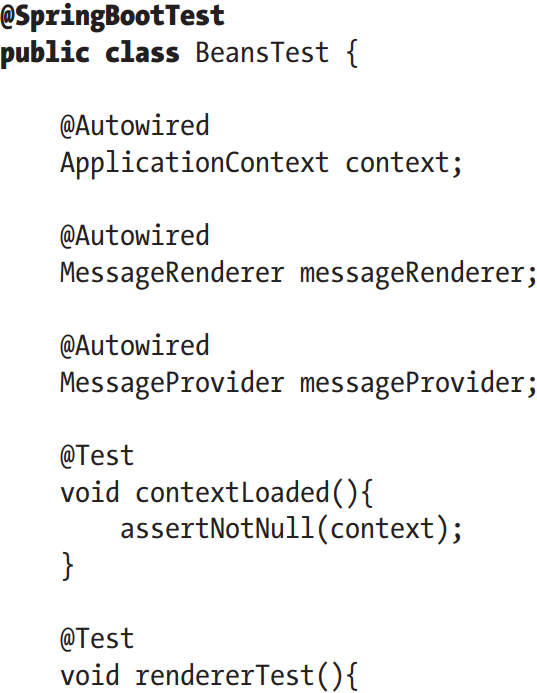 @SpringBootTest
public class BeansTest {
@Autowired
ApplicationContext context;
@Autowired
MessageRenderer messageRenderer;
@Autowired
MessageProvider messageProvider;
@Test
void contextLoaded(){
assertNotNull(context);
}
@Test
void rendererTest(){